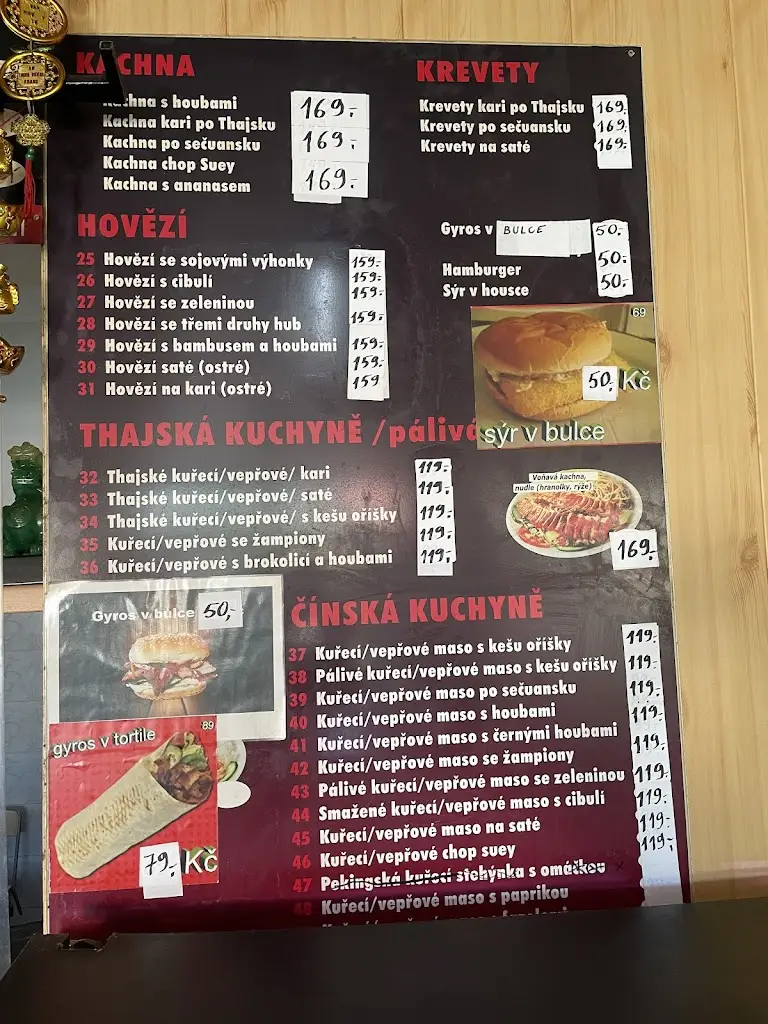 KACHNA
Kachna s houbami
Kachna kari po Thajsku
Kachna po sečuansku
Kachna chop Suey
Kachna s ananasem
169.-
169.-
169.-
KREVETY
Krevety kari po Thajsku 169.
Krevety po sečuansku 169.
Krevety na saté 169.-
HOVĚZÍ
25 Hovězí se sojovými výhonky 159.-
26 Hovězí s cibulí 159.-
27 Hovězí se zeleninou 159.-
28 Hovězí se třemi druhy hub 159.-
29 Hovězí s bambusem a houbami 159.-
30 Hovězí saté (ostré) 159.-
31 Hovězí na kari (ostré) 159
Gyros v BULCE 50.
Hamburger 50.-
Sýr v housce 50.-
69
50,- Kč
sýr v bulce
THAJSKÁ KUCHYNĚ /pálivá
32 Thajské kuřecí/vepřové/ kari 119.-
33 Thajské kuřecí/vepřové/ saté 119,-
34 Thajské kuřecí/vepřové/ s kešu oříšky 119.-
35 Kuřecí/vepřové se žampiony 119.-
36 Kuřecí/vepřové s brokolicí a houbami 119,-
Voňavá kachna,
nudle (hranolky, rýže)
169.-
Gyros v bulce 50,-
gyros v tortile 89
79,- Kč
ČÍNSKÁ KUCHYNĚ
37 Kuřecí/vepřové maso s kešu oříšky 119.-
38 Pálivé kuřecí/vepřové maso s kešu oříšky 119.-
39 Kuřecí/vepřové maso po sečuansku 119.-
40 Kuřecí/vepřové maso s houbami 119.-
41 Kuřecí/vepřové maso s černými houbami 119.-
42 Kuřecí/vepřové maso se žampiony 119.-
43 Pálivé kuřecí/vepřové maso se zeleninou 119.-
44 Smažené kuřecí/vepřové maso s cibulí 119.-
45 Kuřecí/vepřové maso na saté 119,-
46 Kuřecí/vepřové chop suey
47 Pekingská kuřecí stehýnka s omáčkou
48 Kuřecí/vepřové maso s paprikou